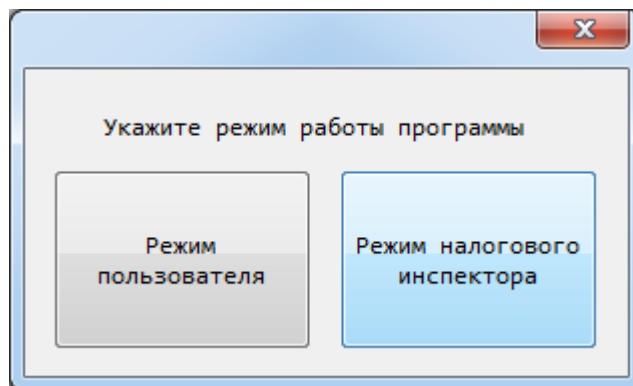 Укажите режим работы программы
Режим
пользователя
Режим налогового
инспектора